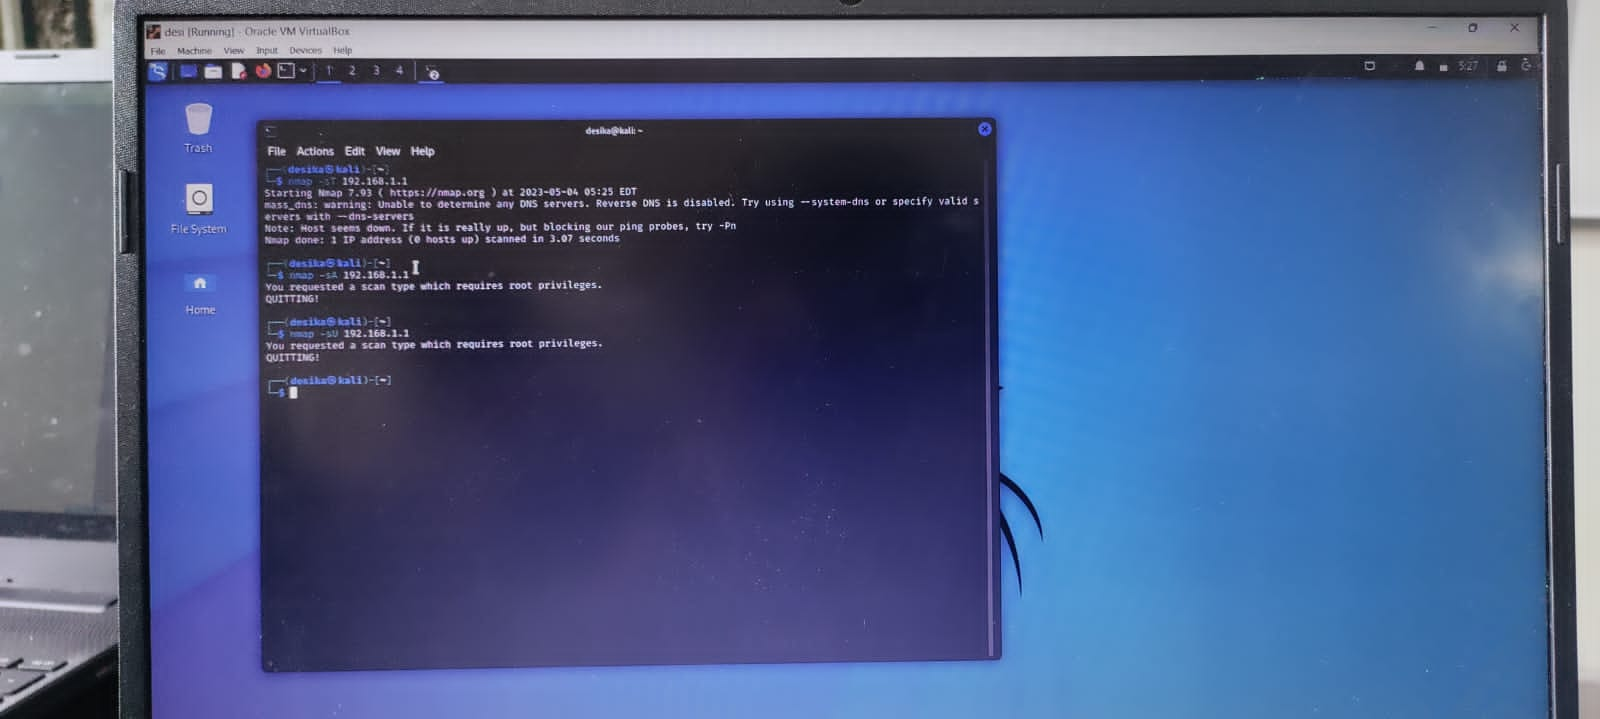 desi [Running] - Oracle VM VirtualBox
File Machine View Input Devices Help
1 2 3 4
5:27
Trash
File System
Home
desika@kali: ~
File Actions Edit View Help
┌──(desika㉿kali)-[~]
└─$ nmap -sT 192.168.1.1
Starting Nmap 7.93 ( https://nmap.org ) at 2023-05-04 05:25 EDT
mass_dns: warning: Unable to determine any DNS servers. Reverse DNS is disabled. Try using --system-dns or specify valid s
ervers with --dns-servers
Note: Host seems down. If it is really up, but blocking our ping probes, try -Pn
Nmap done: 1 IP address (0 hosts up) scanned in 3.07 seconds
┌──(desika㉿kali)-[~]
└─$ nmap -sA 192.168.1.1
You requested a scan type which requires root privileges.
QUITTING!
┌──(desika㉿kali)-[~]
└─$ nmap -sU 192.168.1.1
You requested a scan type which requires root privileges.
QUITTING!
┌──(desika㉿kali)-[~]
└─$